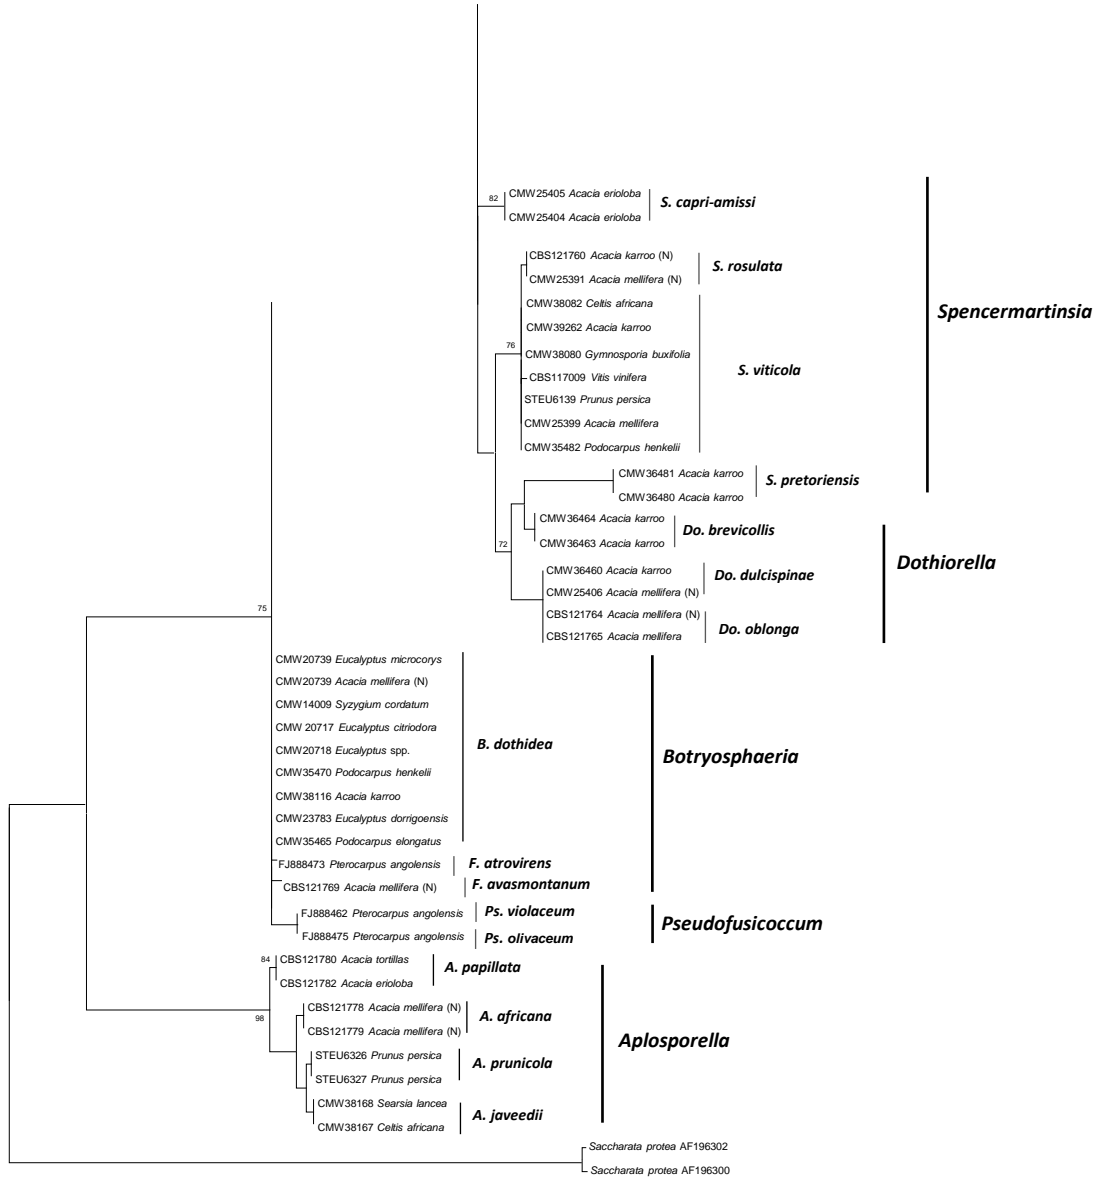 82
CMW25405 Acacia erioloba
CMW25404 Acacia erioloba
S. capri-amissi
CBS121760 Acacia karroo (N)
CMW25391 Acacia mellifera (N)
S. rosulata
76
CMW38082 Celtis africana
CMW39262 Acacia karroo
CMW38080 Gymnosporia buxifolia
CBS117009 Vitis vinifera
STEU6139 Prunus persica
CMW25399 Acacia mellifera
CMW35482 Podocarpus henkelii
S. viticola
CMW36481 Acacia karroo
CMW36480 Acacia karroo
S. pretoriensis
Spencermartinsia
72
CMW36464 Acacia karroo
CMW36463 Acacia karroo
Do. brevicollis
CMW36460 Acacia karroo
CMW25406 Acacia mellifera (N)
Do. dulcispinae
CBS121764 Acacia mellifera (N)
CBS121765 Acacia mellifera
Do. oblonga
Dothiorella
75
CMW20739 Eucalyptus microcorys
CMW20739 Acacia mellifera (N)
CMW14009 Syzygium cordatum
CMW 20717 Eucalyptus citriodora
CMW20718 Eucalyptus spp.
CMW35470 Podocarpus henkelii
CMW38116 Acacia karroo
CMW23783 Eucalyptus dorrigoensis
CMW35465 Podocarpus elongatus
B. dothidea
FJ888473 Pterocarpus angolensis
F. atrovirens
CBS121769 Acacia mellifera (N)
F. avasmontanum
Botryosphaeria
FJ888462 Pterocarpus angolensis
Ps. violaceum
FJ888475 Pterocarpus angolensis
Ps. olivaceum
Pseudofusicoccum
84
CBS121780 Acacia tortillas
CBS121782 Acacia erioloba
A. papillata
98
CBS121778 Acacia mellifera (N)
CBS121779 Acacia mellifera (N)
A. africana
STEU6326 Prunus persica
STEU6327 Prunus persica
A. prunicola
CMW38168 Searsia lancea
CMW38167 Celtis africana
A. javeedii
Aplosporella
Saccharata protea AF196302
Saccharata protea AF196300